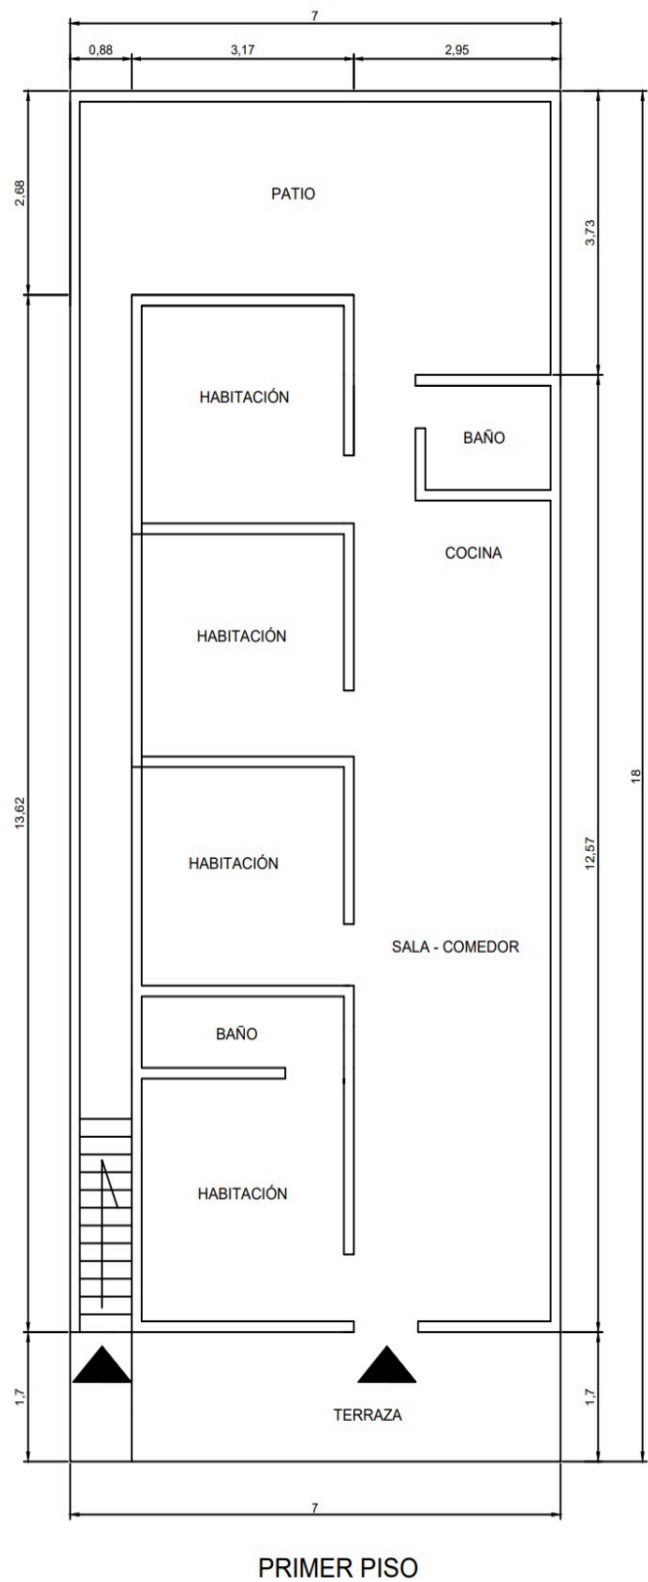 7
0,88
3,17
2,95
2,68
PATIO
3,73
HABITACIÓN
BAÑO
COCINA
HABITACIÓN
18
13,62
12,57
HABITACIÓN
SALA - COMEDOR
BAÑO
HABITACIÓN
1,7
1,7
TERRAZA
7
PRIMER PISO